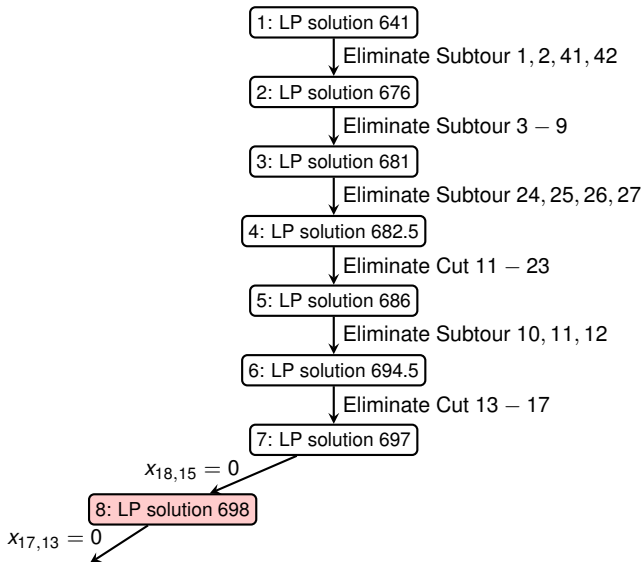 1: LP solution 641
Eliminate Subtour 1, 2, 41, 42
2: LP solution 676
Eliminate Subtour 3 − 9
3: LP solution 681
Eliminate Subtour 24, 25, 26, 27
4: LP solution 682.5
Eliminate Cut 11 − 23
5: LP solution 686
Eliminate Subtour 10, 11, 12
6: LP solution 694.5
Eliminate Cut 13 − 17
7: LP solution 697
x18,15 = 0
8: LP solution 698
x17,13 = 0